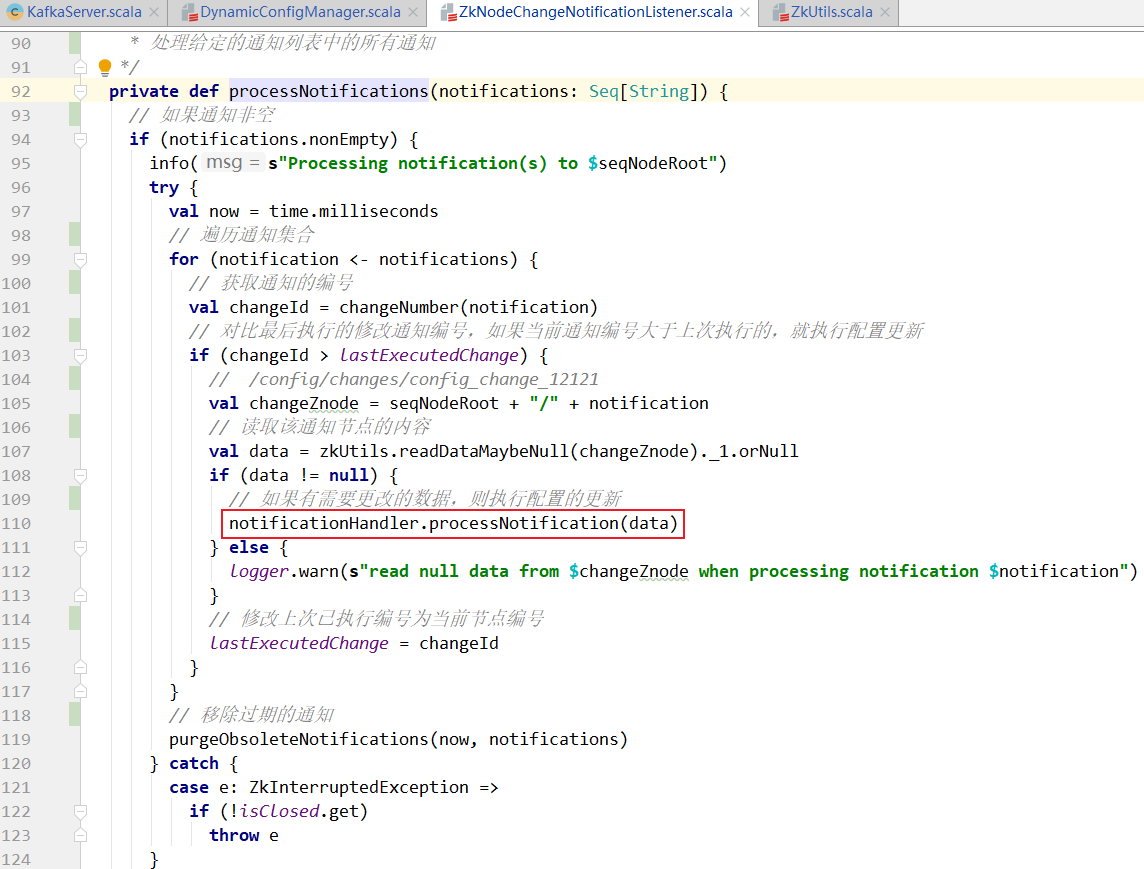 KafkaServer.scala × DynamicConfigManager.scala × ZkNodeChangeNotificationListener.scala × ZkUtils.scala ×
90 * 处理给定的通知列表中的所有通知
91 */
92 private def processNotifications(notifications: Seq[String]) {
93 // 如果通知非空
94 if (notifications.nonEmpty) {
95 info( msg = s"Processing notification(s) to $seqNodeRoot")
96 try {
97 val now = time.milliseconds
98 // 遍历通知集合
99 for (notification <- notifications) {
100 // 获取通知的编号
101 val changeId = changeNumber(notification)
102 // 对比最后执行的修改通知编号，如果当前通知编号大于上次执行的，就执行配置更新
103 if (changeId > lastExecutedChange) {
104 // /config/changes/config_change_12121
105 val changeZnode = seqNodeRoot + "/" + notification
106 // 读取该通知节点的内容
107 val data = zkUtils.readDataMaybeNull(changeZnode)._1.orNull
108 if (data != null) {
109 // 如果有需要更改的数据，则执行配置的更新
110 notificationHandler.processNotification(data)
111 } else {
112 logger.warn(s"read null data from $changeZnode when processing notification $notification")
113 }
114 // 修改上次已执行编号为当前节点编号
115 lastExecutedChange = changeId
116 }
117 }
118 // 移除过期的通知
119 purgeObsoleteNotifications(now, notifications)
120 } catch {
121 case e: ZkInterruptedException =>
122 if (!isClosed.get)
123 throw e
124 }